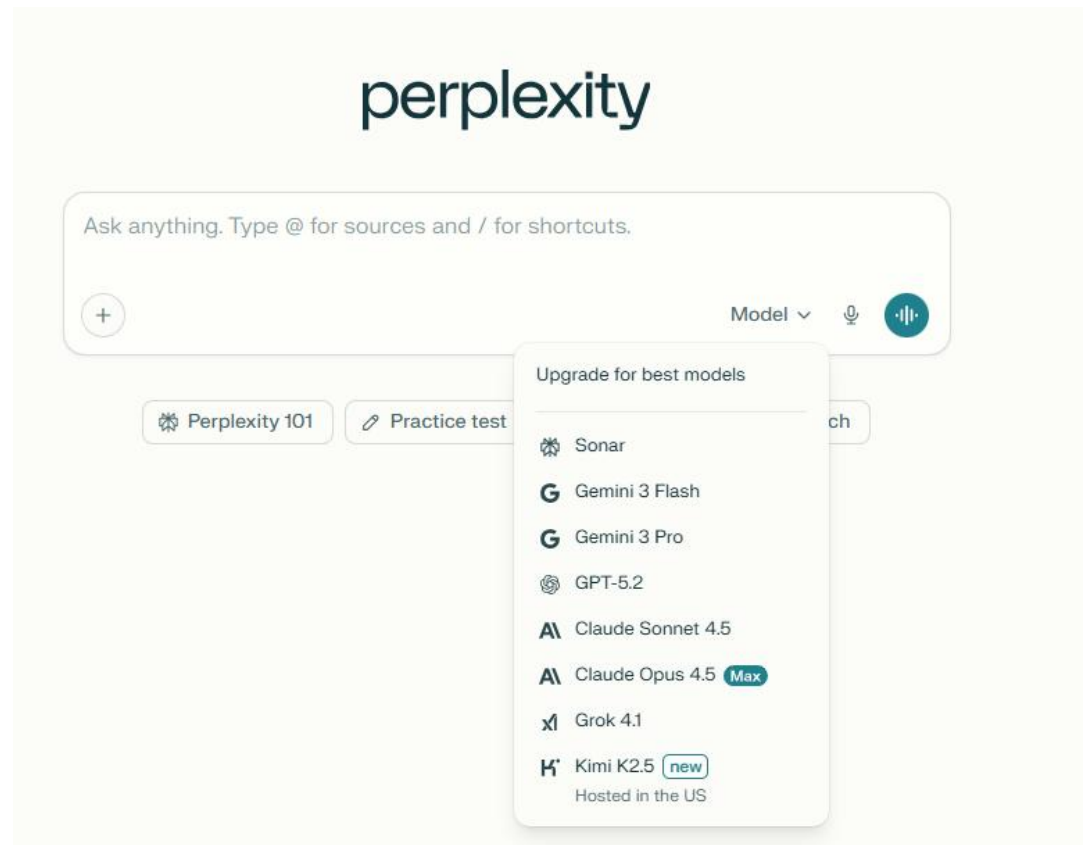 perplexity
Ask anything. Type @ for sources and / for shortcuts.
Model
Upgrade for best models
Perplexity 101
Practice test
ch
Sonar
Gemini 3 Flash
Gemini 3 Pro
GPT-5.2
Claude Sonnet 4.5
Claude Opus 4.5 Max
Grok 4.1
Kimi K2.5 new
Hosted in the US